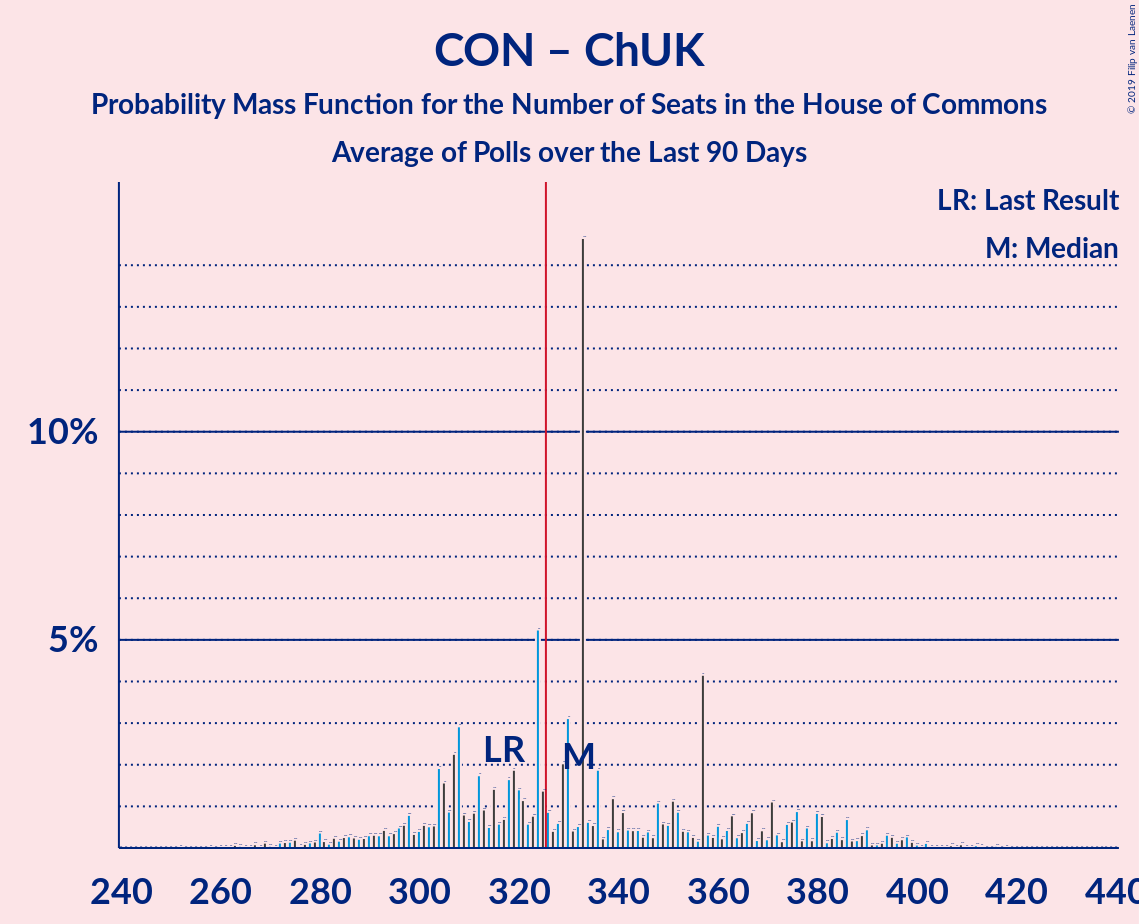 CON – ChUK
Probability Mass Function for the Number of Seats in the House of Commons
Average of Polls over the Last 90 Days
© 2019 Filip van Laenen
LR: Last Result
M: Median
10%
5%
LR
M
240 260 280 300 320 340 360 380 400 420 440